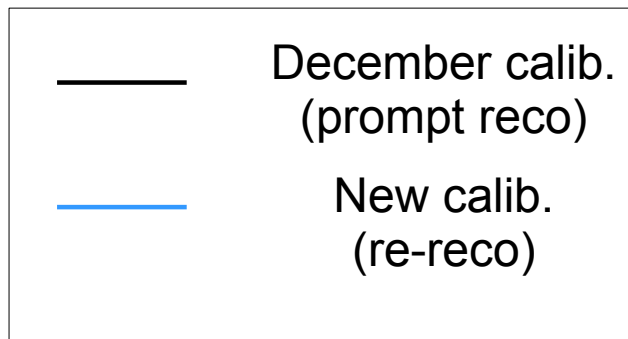 December calib.
(prompt reco)
New calib.
(re-reco)